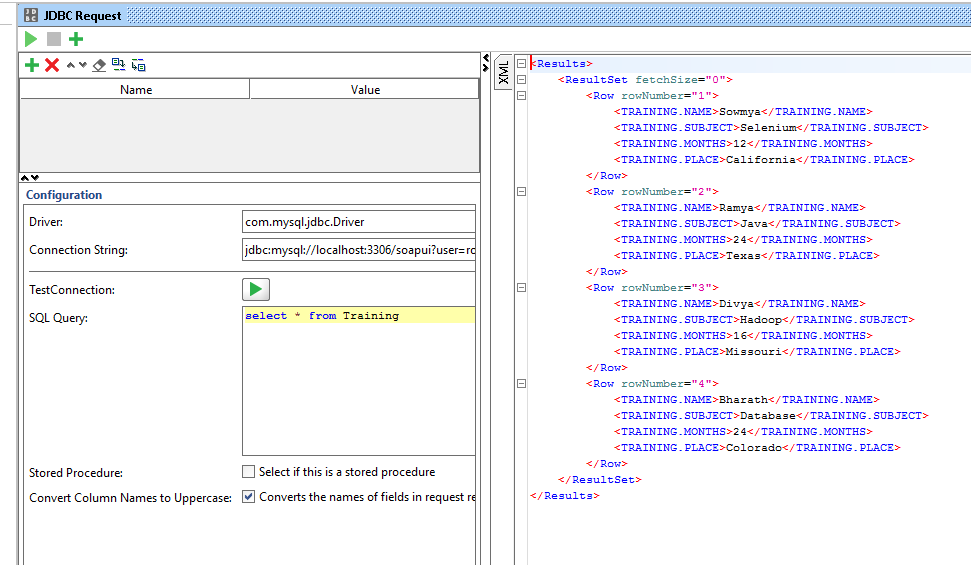 JDBC Request
Name Value
Configuration
Driver: com.mysql.jdbc.Driver
Connection String: jdbc:mysql://localhost:3306/soapui?user=ro
TestConnection:
SQL Query: select * from Training
Stored Procedure: Select if this is a stored procedure
Convert Column Names to Uppercase: Converts the names of fields in request re
XML
<Results>
<ResultSet fetchSize="0">
<Row rowNumber="1">
<TRAINING.NAME>Sowmya</TRAINING.NAME>
<TRAINING.SUBJECT>Selenium</TRAINING.SUBJECT>
<TRAINING.MONTHS>12</TRAINING.MONTHS>
<TRAINING.PLACE>California</TRAINING.PLACE>
</Row>
<Row rowNumber="2">
<TRAINING.NAME>Ramya</TRAINING.NAME>
<TRAINING.SUBJECT>Java</TRAINING.SUBJECT>
<TRAINING.MONTHS>24</TRAINING.MONTHS>
<TRAINING.PLACE>Texas</TRAINING.PLACE>
</Row>
<Row rowNumber="3">
<TRAINING.NAME>Divya</TRAINING.NAME>
<TRAINING.SUBJECT>Hadoop</TRAINING.SUBJECT>
<TRAINING.MONTHS>16</TRAINING.MONTHS>
<TRAINING.PLACE>Missouri</TRAINING.PLACE>
</Row>
<Row rowNumber="4">
<TRAINING.NAME>Bharath</TRAINING.NAME>
<TRAINING.SUBJECT>Database</TRAINING.SUBJECT>
<TRAINING.MONTHS>24</TRAINING.MONTHS>
<TRAINING.PLACE>Colorado</TRAINING.PLACE>
</Row>
</ResultSet>
</Results>